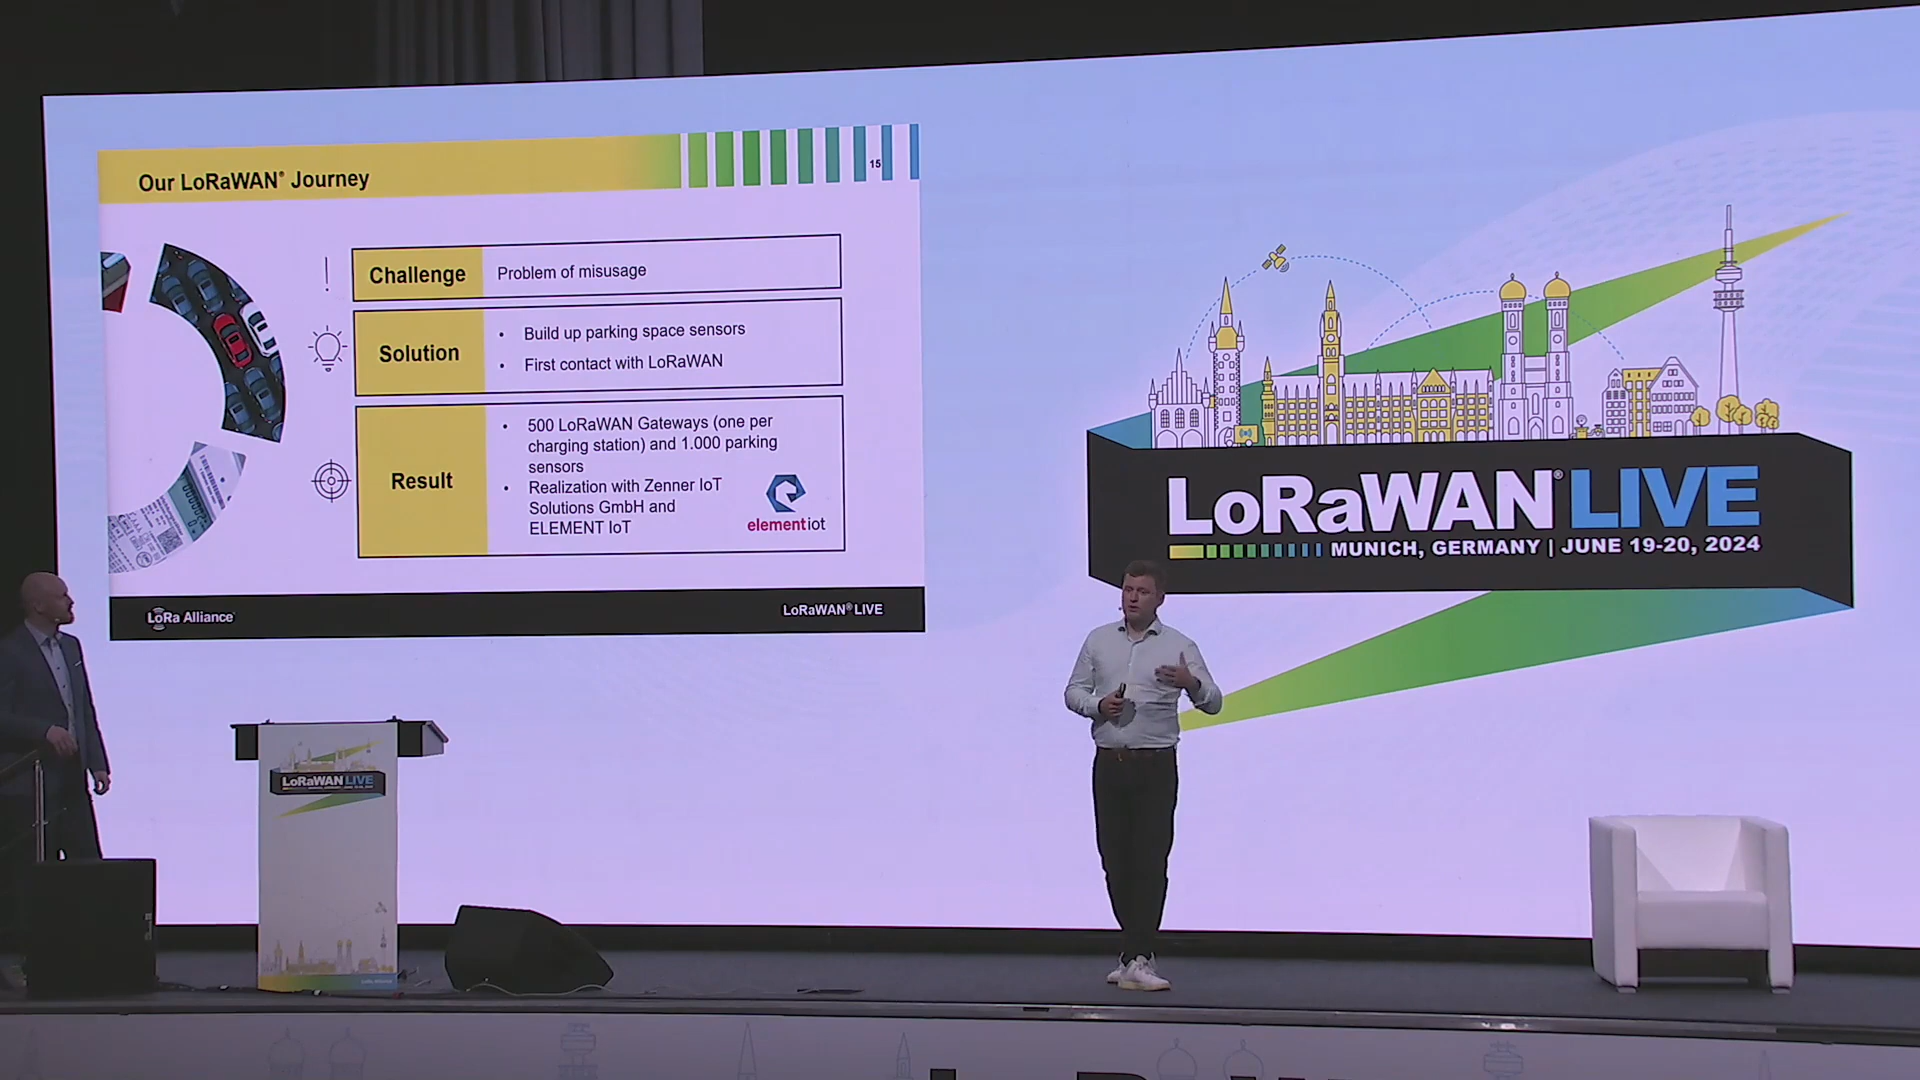 Our LoRaWAN® Journey
15
Challenge
Problem of misusage
Solution
• Build up parking space sensors
• First contact with LoRaWAN
Result
• 500 LoRaWAN Gateways (one per
charging station) and 1.000 parking
sensors
• Realization with Zenner IoT
Solutions GmbH and
ELEMENT IoT
elementiot
LoRa Alliance
LoRaWAN® LIVE
LoRaWAN® LIVE
MUNICH, GERMANY | JUNE 19-20, 2024
LoRaWAN LIVE